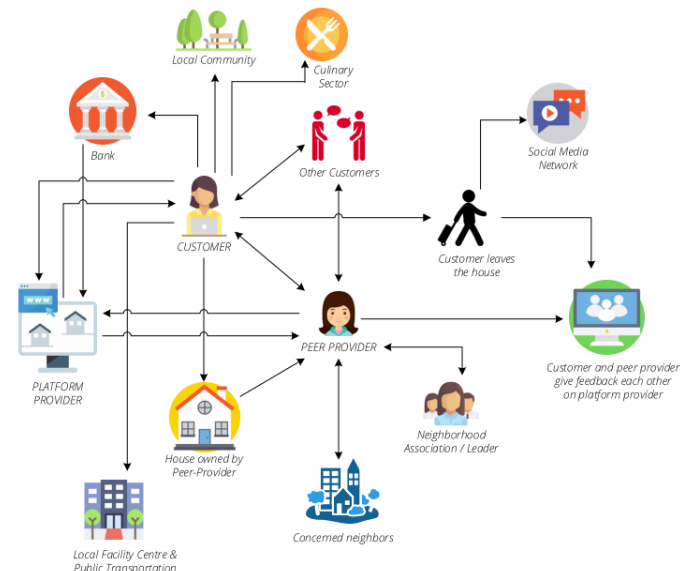 Local Community
Culinary
Sector
Bank
Other Customers
Social Media
Network
CUSTOMER
Customer leaves
the house
www
PEER PROVIDER
PLATFORM
PROVIDER
Customer and peer provider
give feedback each other
on platform provider
Neighborhood
Association / Leader
House owned by
Peer-Provider
Concerned neighbors
Local Facility Centre &
Public Transportation